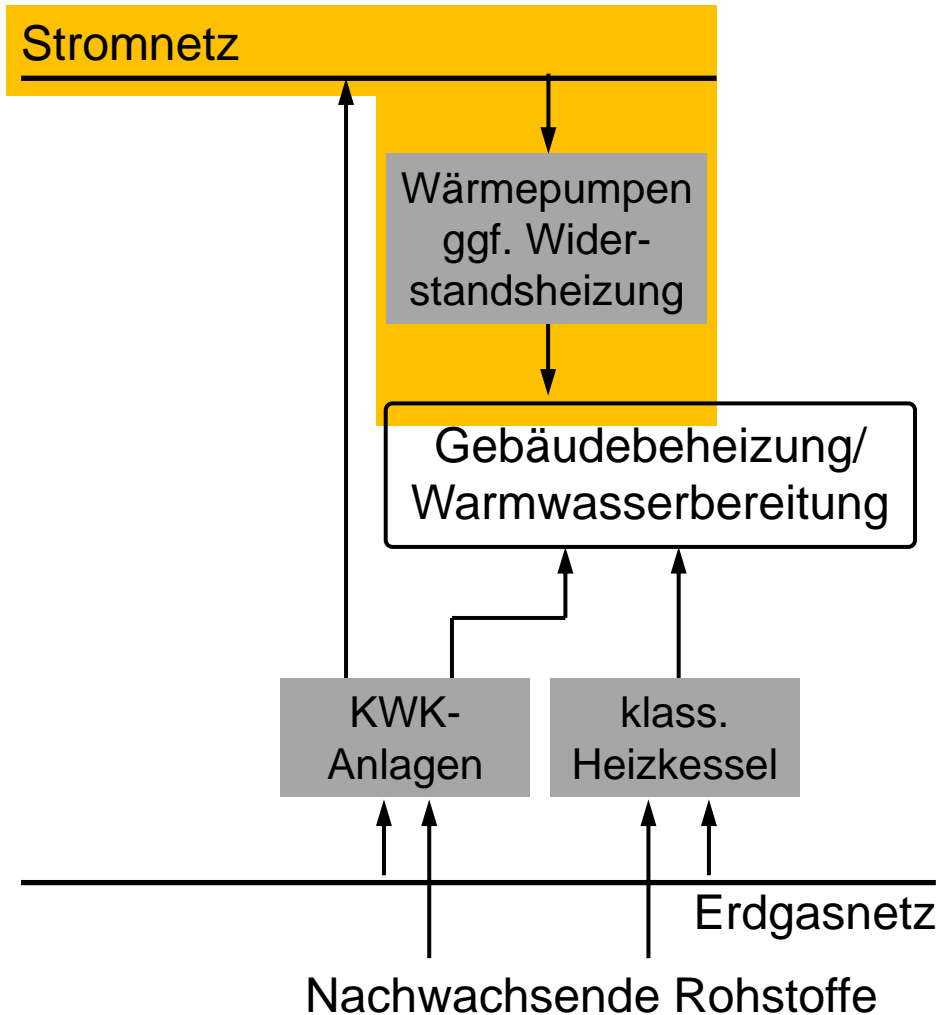 Stromnetz
Wärmepumpen
ggf. Wider-
standsheizung
Gebäudebeheizung/
Warmwasserbereitung
KWK-
Anlagen
klass.
Heizkessel
Erdgasnetz
Nachwachsende Rohstoffe